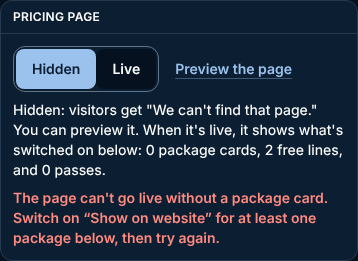 PRICING PAGE
Hidden Live Preview the page
Hidden: visitors get "We can't find that page."
You can preview it. When it's live, it shows what's
switched on below: 0 package cards, 2 free lines,
and 0 passes.
The page can't go live without a package card.
Switch on “Show on website” for at least one
package below, then try again.